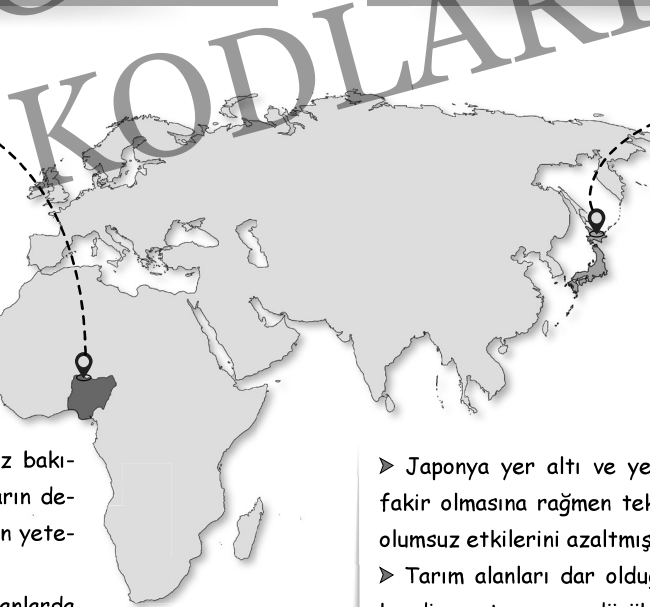 KODLARI
z bakı-
arın de-
n yete-
➤ Japonya yer altı ve ye
fakir olmasına rağmen tek
olumsuz etkilerini azaltmış
➤ Tarım alanları dar olduğ